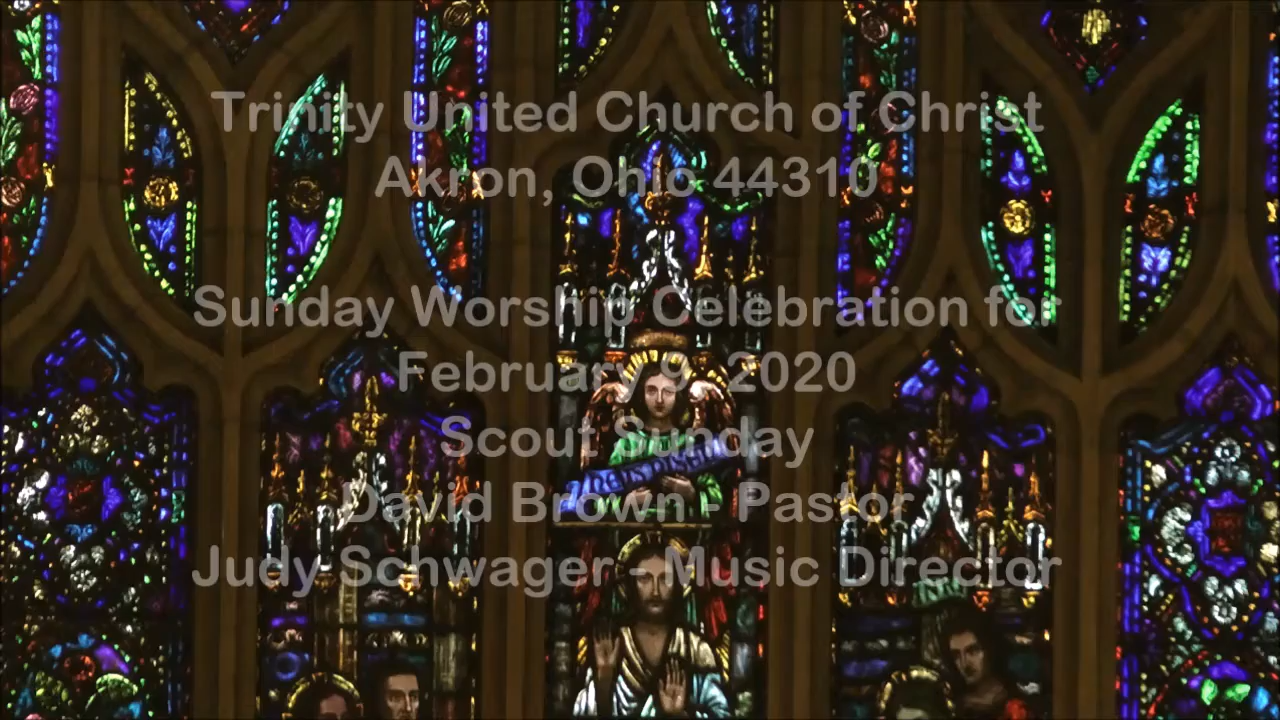 Trinity United Church of Christ
Akron, Ohio 44310
Sunday Worship Celebration for
February 9, 2020
Scout Sunday
David Brown - Pastor
Judy Schwager - Music Director